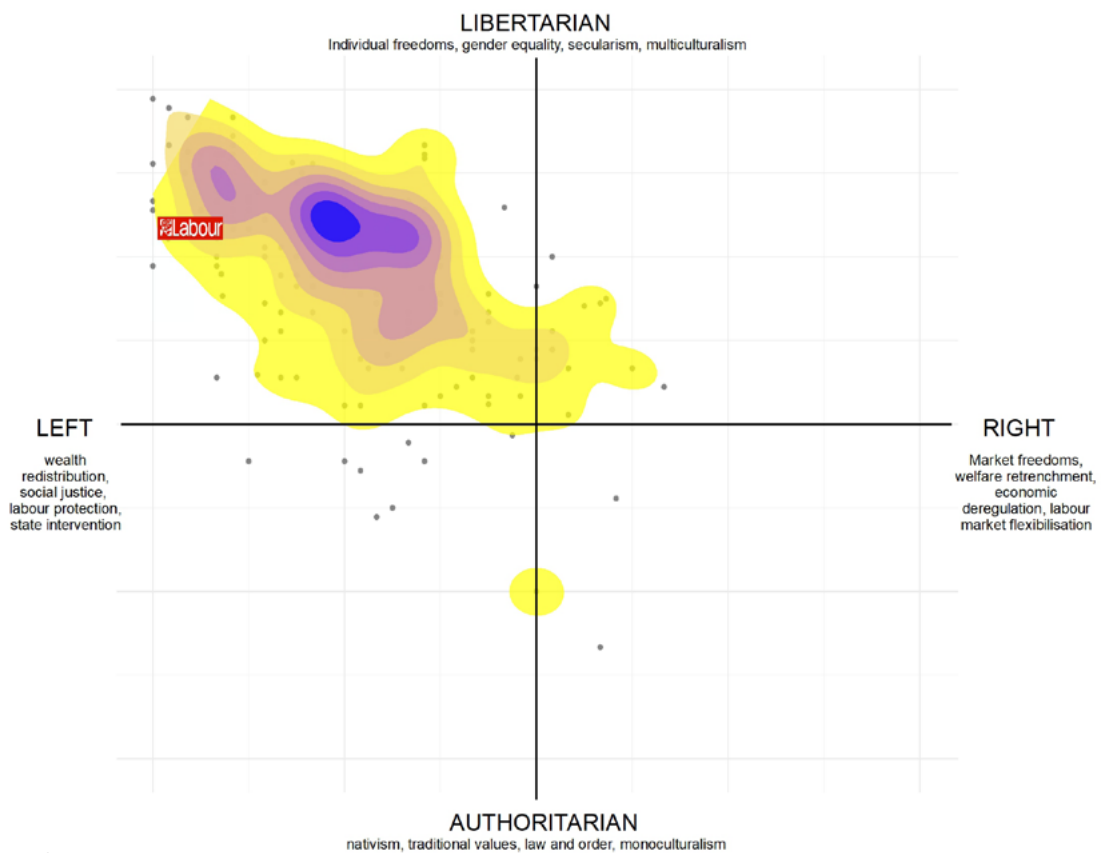 LIBERTARIAN
Individual freedoms, gender equality, secularism, multiculturalism
Labour
LEFT
wealth
redistribution,
social justice,
labour protection,
state intervention
RIGHT
Market freedoms,
welfare retrenchment,
economic
deregulation, labour
market flexibilisation
AUTHORITARIAN
nativism, traditional values, law and order, monoculturalism